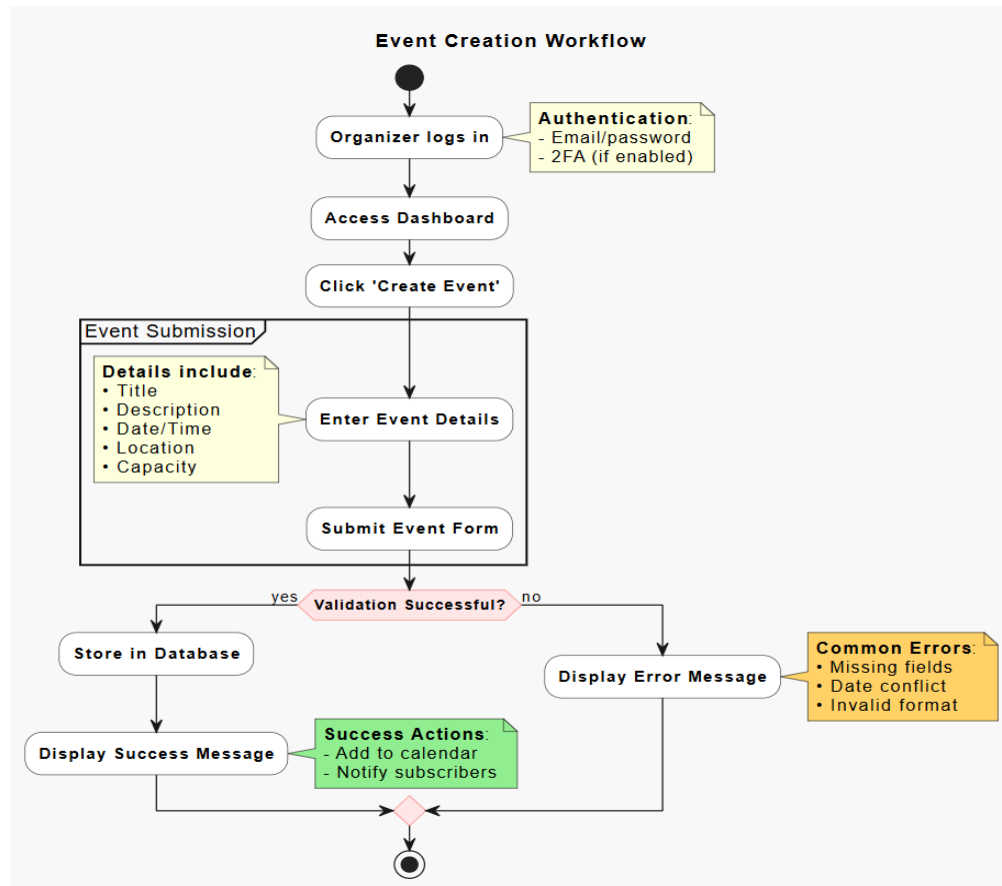 Event Creation Workflow
Organizer logs in
Authentication:
- Email/password
- 2FA (if enabled)
Access Dashboard
Click 'Create Event'
Event Submission
Details include:
• Title
• Description
• Date/Time
• Location
• Capacity
Enter Event Details
Submit Event Form
Validation Successful?
yes
no
Store in Database
Display Error Message
Common Errors:
• Missing fields
• Date conflict
• Invalid format
Display Success Message
Success Actions:
- Add to calendar
- Notify subscribers